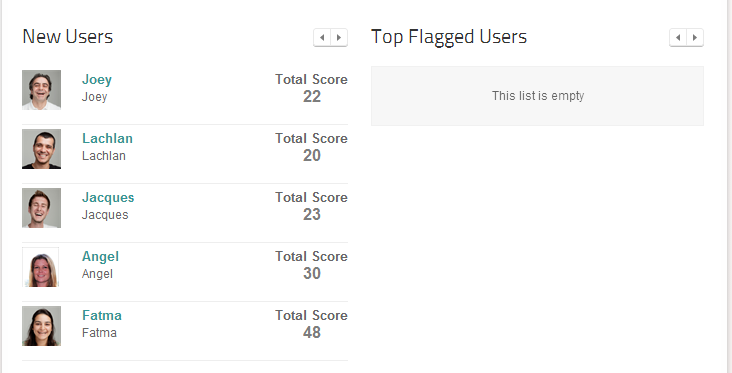 New Users
Joey
Joey
Total Score
22
Lachlan
Lachlan
Total Score
20
Jacques
Jacques
Total Score
23
Angel
Angel
Total Score
30
Fatma
Fatma
Total Score
48
Top Flagged Users
This list is empty